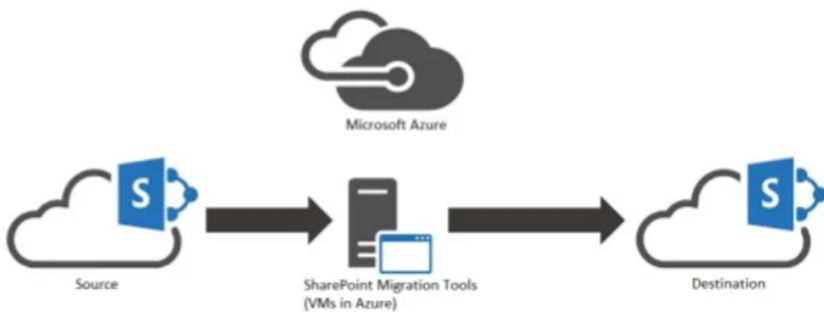 Microsoft Azure
S
S
Source
SharePoint Migration Tools
(VMs in Azure)
Destination